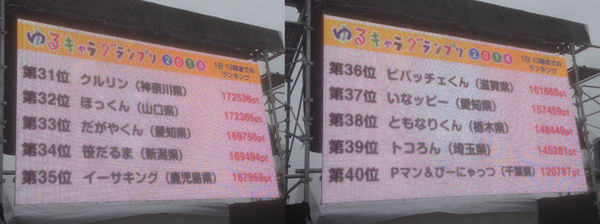 ゆるキャラグランプリ2014
1日 13時までの
ランキング
第31位 クルリン（神奈川県） 172536pt
第32位 ほっくん（山口県） 172365pt
第33位 だがやくん（愛知県） 169750pt
第34位 笹だるま（新潟県） 169494pt
第35位 イーサキング（鹿児島県） 167959pt
ゆるキャラグランプリ2014
1日 13時までの
ランキング
第36位 ビバッチェくん（滋賀県） 161660pt
第37位 いなッピー（愛知県） 157459pt
第38位 ともなりくん（栃木県） 148449pt
第39位 トコろん（埼玉県） 145281pt
第40位 Pマン＆ぴーにゃっつ（千葉県） 120787pt